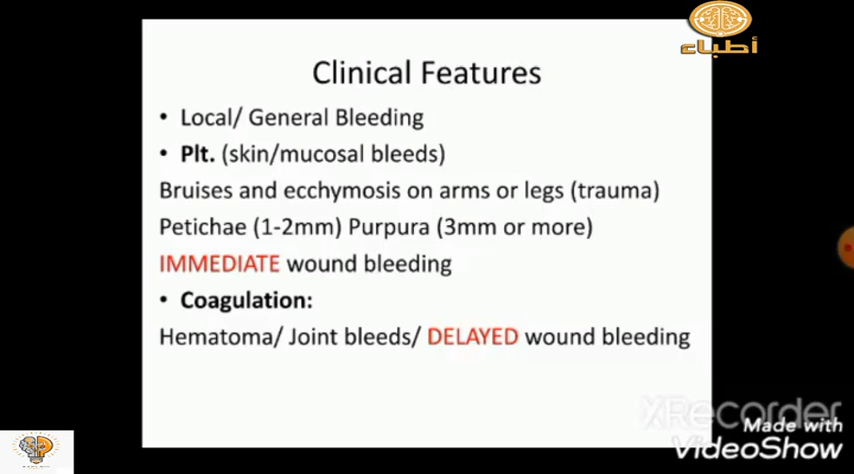 أطباء
Clinical Features
• Local/ General Bleeding
• Plt. (skin/mucosal bleeds)
Bruises and ecchymosis on arms or legs (trauma)
Petichae (1-2mm) Purpura (3mm or more)
IMMEDIATE wound bleeding
• Coagulation:
Hematoma/ Joint bleeds/ DELAYED wound bleeding
XRecorder
Made with
VideoShow